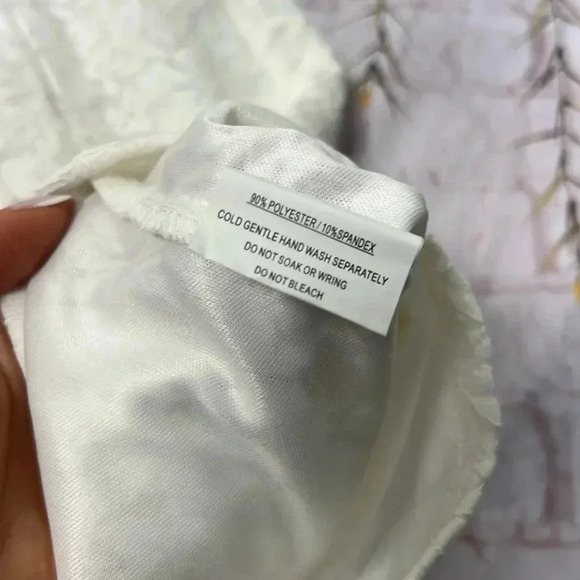 90% POLYESTER / 10%SPANDEX
COLD GENTLE HAND WASH SEPARATELY
DO NOT SOAK OR WRING
DO NOT BLEACH